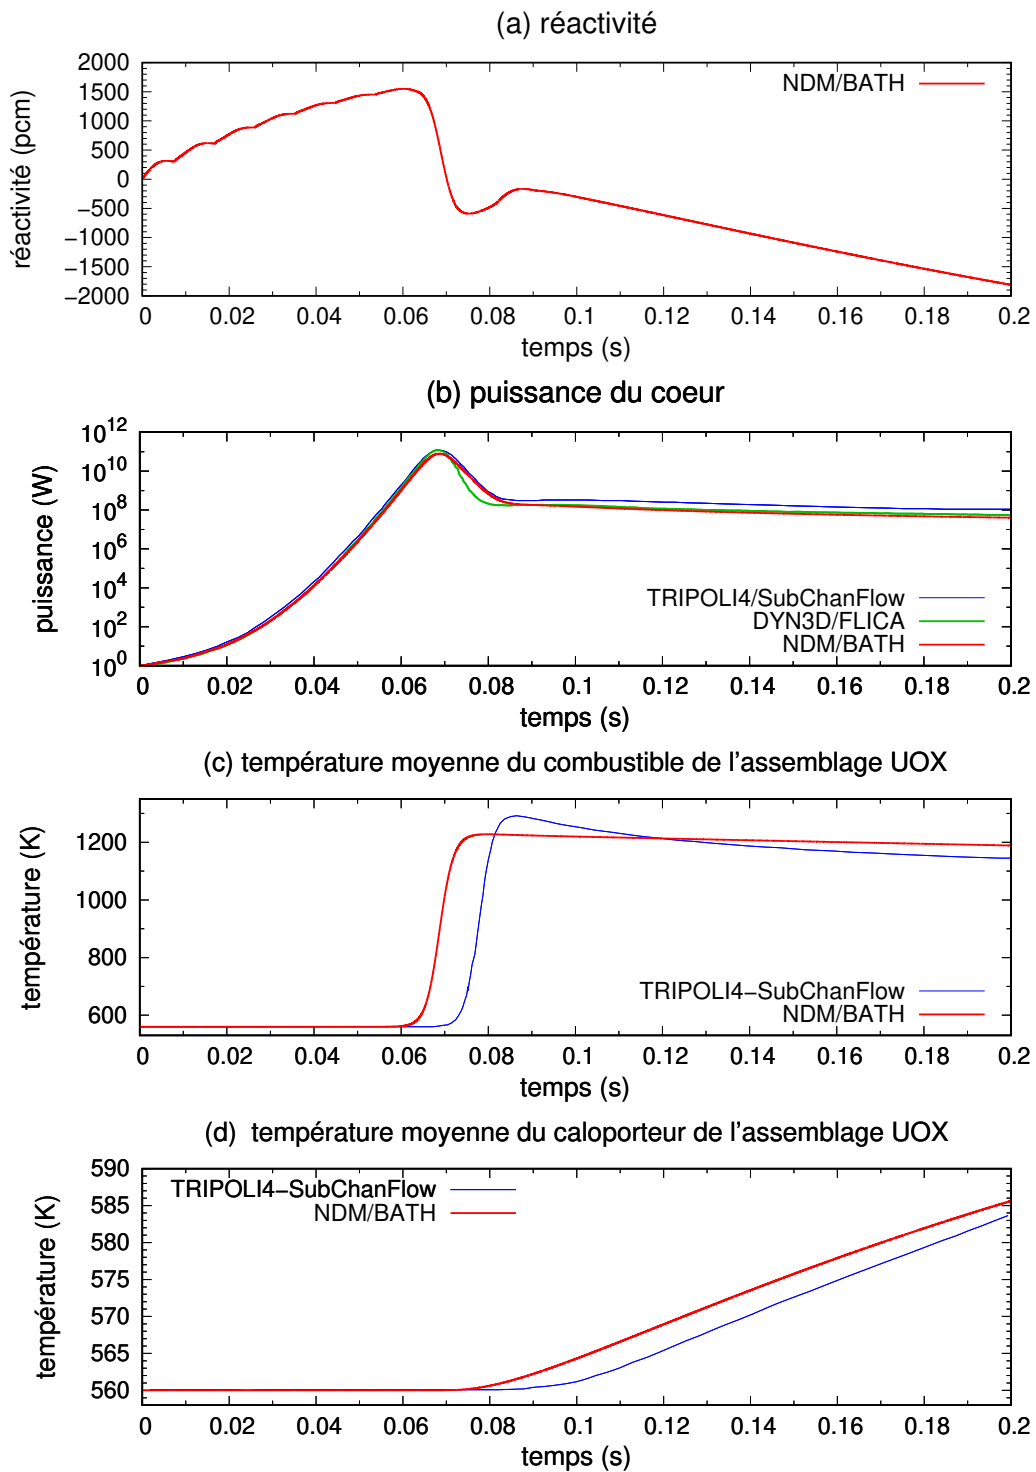 (a) réactivité
réactivité (pcm)
2000
1500
1000
500
0
−500
−1000
−1500
−2000
NDM/BATH
0 0.02 0.04 0.06 0.08 0.1 0.12 0.14 0.16 0.18 0.2
temps (s)
(b) puissance du coeur
puissance (W)
10^12
10^10
10^8
10^6
10^4
10^2
10^0
TRIPOLI4/SubChanFlow
DYN3D/FLICA
NDM/BATH
0 0.02 0.04 0.06 0.08 0.1 0.12 0.14 0.16 0.18 0.2
temps (s)
(c) température moyenne du combustible de l'assemblage UOX
température (K)
1200
1000
800
600
TRIPOLI4−SubChanFlow
NDM/BATH
0 0.02 0.04 0.06 0.08 0.1 0.12 0.14 0.16 0.18 0.2
temps (s)
(d) température moyenne du caloporteur de l'assemblage UOX
température (K)
590
585
580
575
570
565
560
TRIPOLI4−SubChanFlow
NDM/BATH
0 0.02 0.04 0.06 0.08 0.1 0.12 0.14 0.16 0.18 0.2
temps (s)